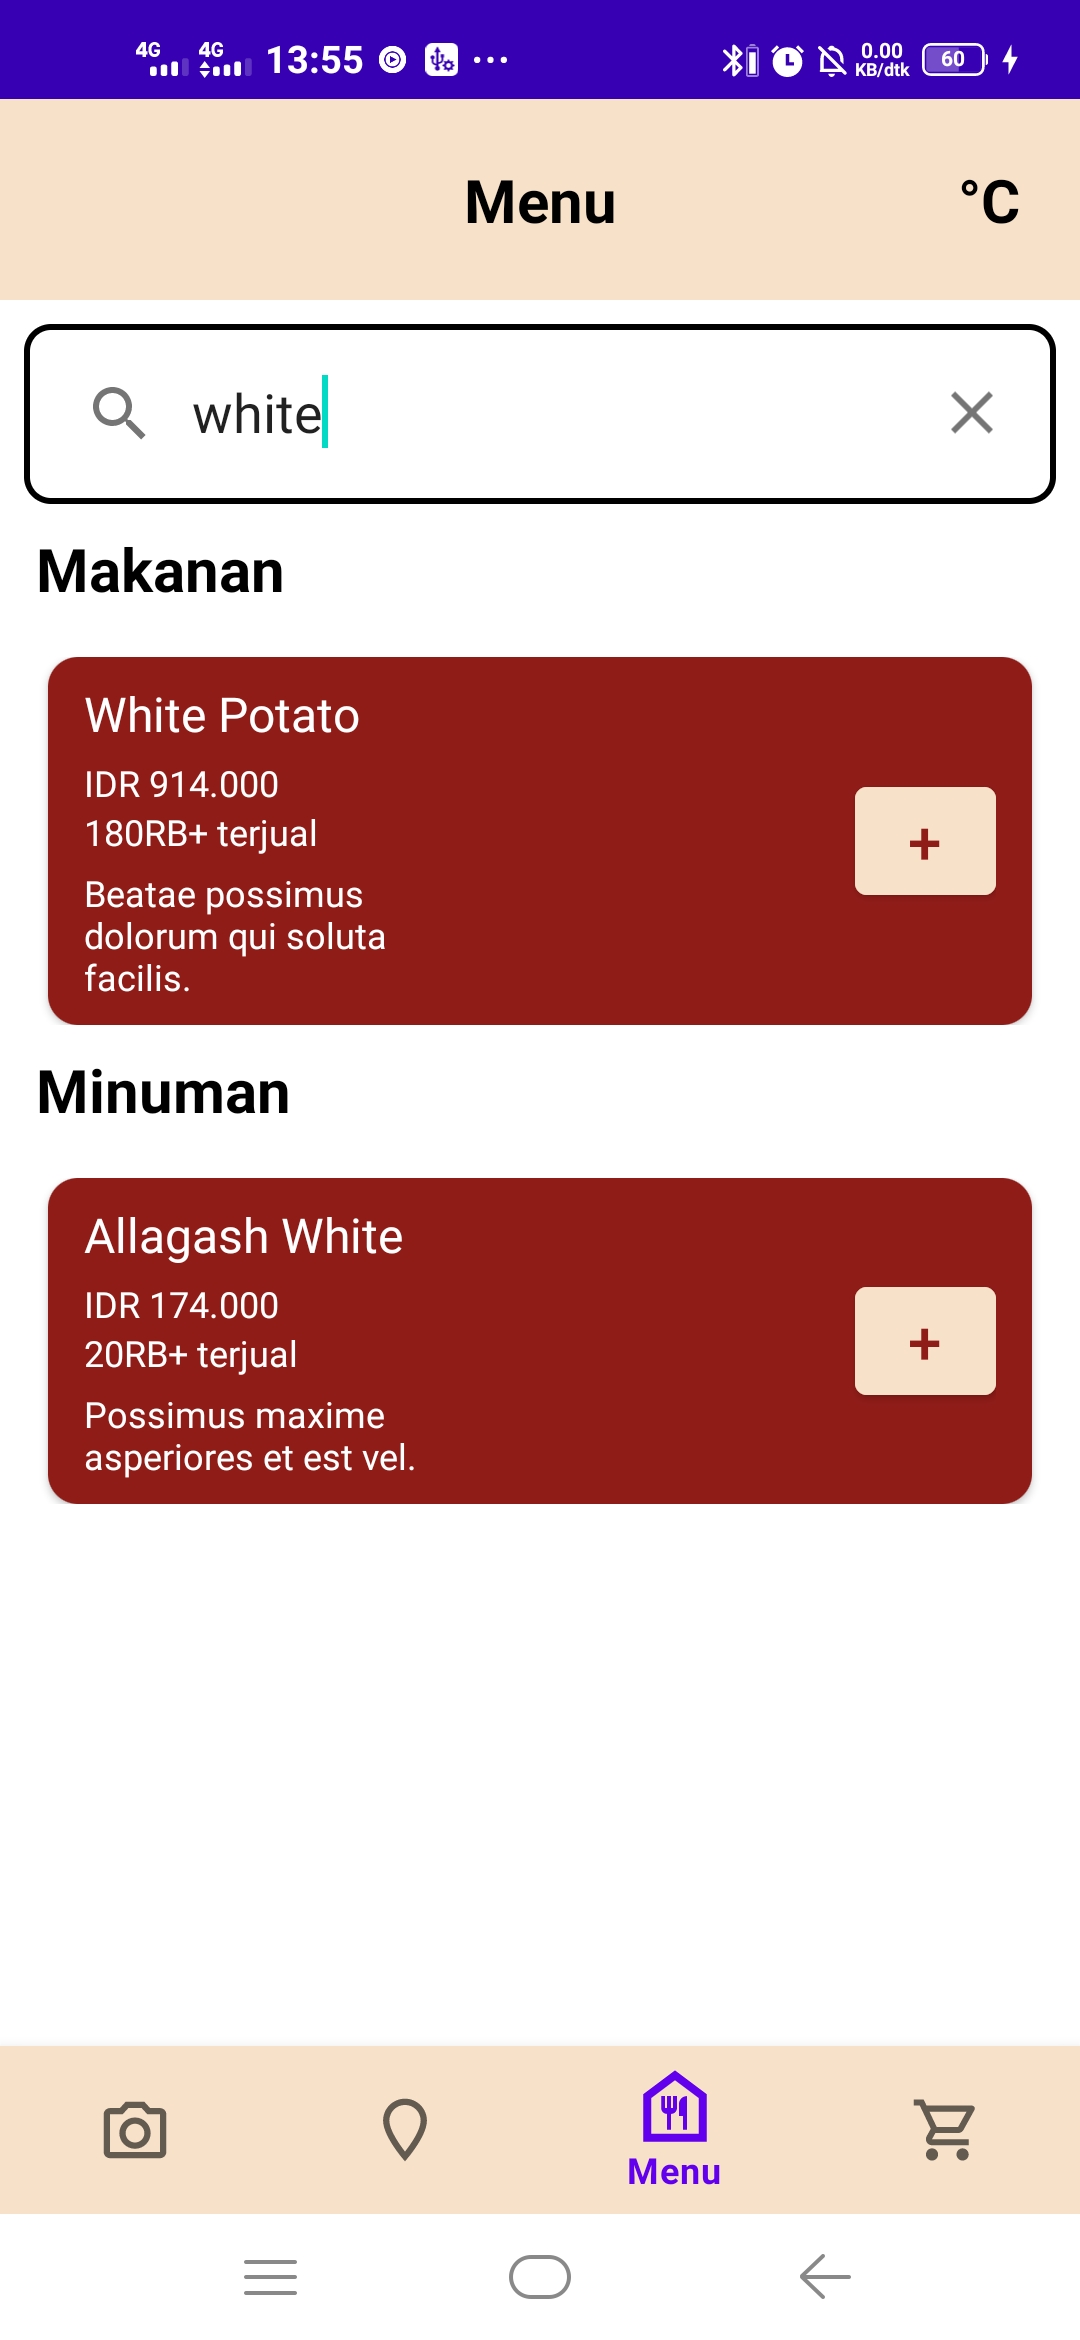 4G 4G 13:55 0.00 KB/dtk 60
Menu °C
white
Makanan
White Potato
IDR 914.000
180RB+ terjual
+
Beatae possimus
dolorum qui soluta
facilis.
Minuman
Allagash White
IDR 174.000
20RB+ terjual
+
Possimus maxime
asperiores et est vel.
Menu